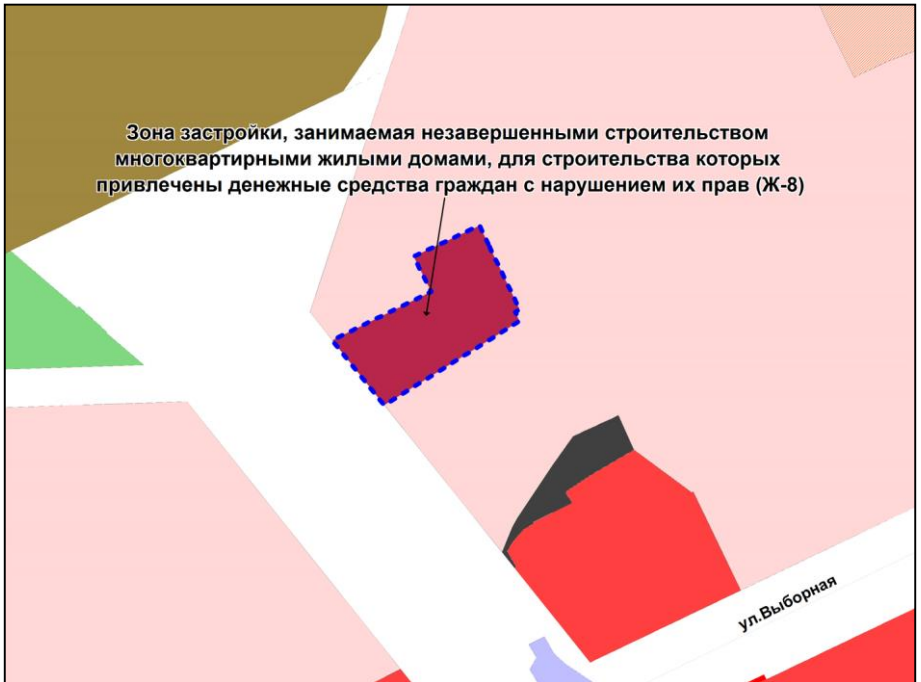 Зона застройки, занимаемая незавершенными строительством
многоквартирными жилыми домами, для строительства которых
привлечены денежные средства граждан с нарушением их прав (Ж-8)
ул.Выборная